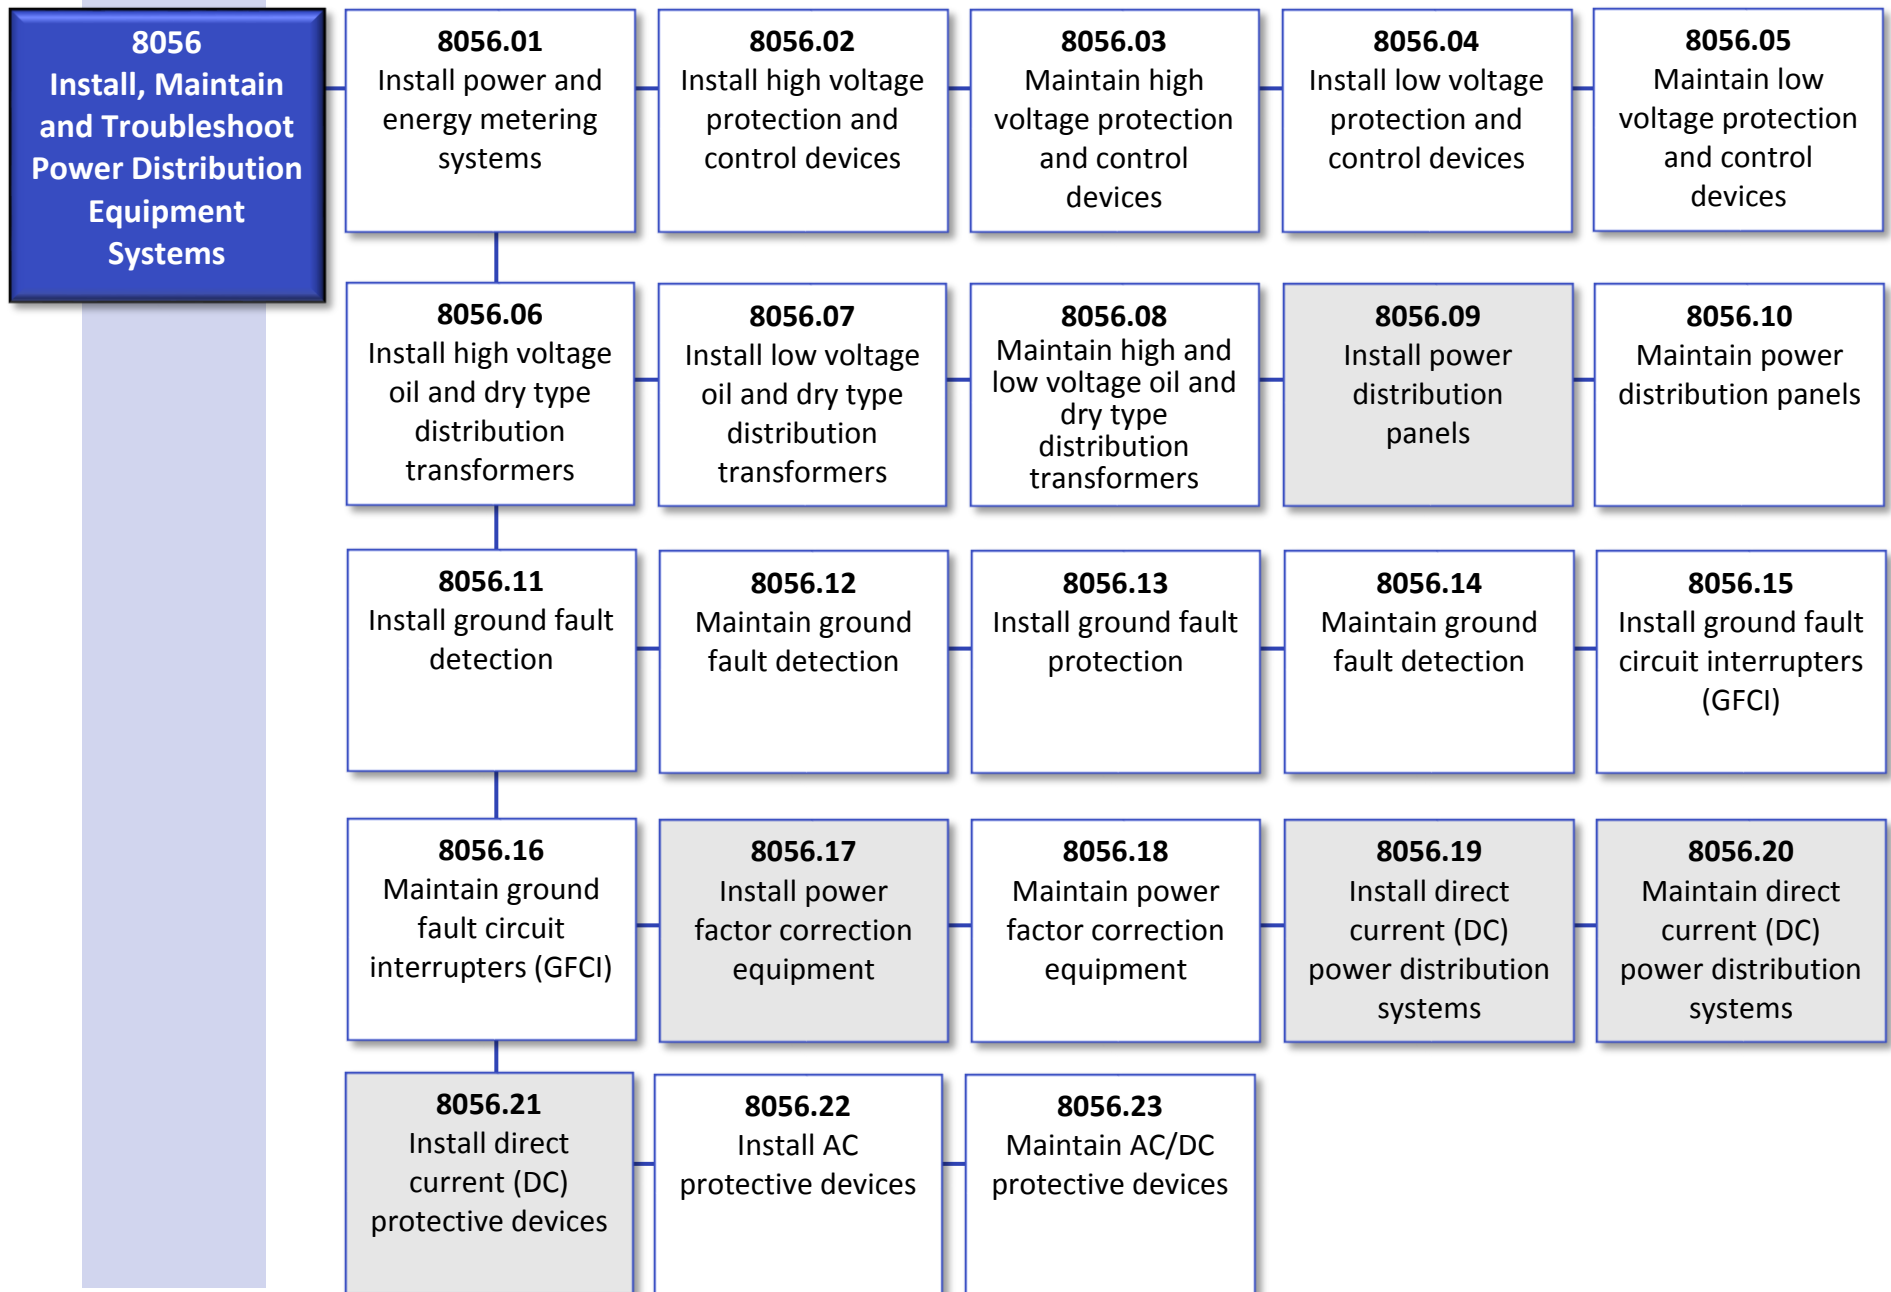 8056
Install, Maintain
and Troubleshoot
Power Distribution
Equipment
Systems
8056.01
Install power and
energy metering
systems
8056.02
Install high voltage
protection and
control devices
8056.03
Maintain high
voltage protection
and control
devices
8056.04
Install low voltage
protection and
control devices
8056.05
Maintain low
voltage protection
and control
devices
8056.06
Install high voltage
oil and dry type
distribution
transformers
8056.07
Install low voltage
oil and dry type
distribution
transformers
8056.08
Maintain high and
low voltage oil and
dry type
distribution
transformers
8056.09
Install power
distribution
panels
8056.10
Maintain power
distribution panels
8056.11
Install ground fault
detection
8056.12
Maintain ground
fault detection
8056.13
Install ground fault
protection
8056.14
Maintain ground
fault detection
8056.15
Install ground fault
circuit interrupters
(GFCI)
8056.16
Maintain ground
fault circuit
interrupters (GFCI)
8056.17
Install power
factor correction
equipment
8056.18
Maintain power
factor correction
equipment
8056.19
Install direct
current (DC)
power distribution
systems
8056.20
Maintain direct
current (DC)
power distribution
systems
8056.21
Install direct
current (DC)
protective devices
8056.22
Install AC
protective devices
8056.23
Maintain AC/DC
protective devices